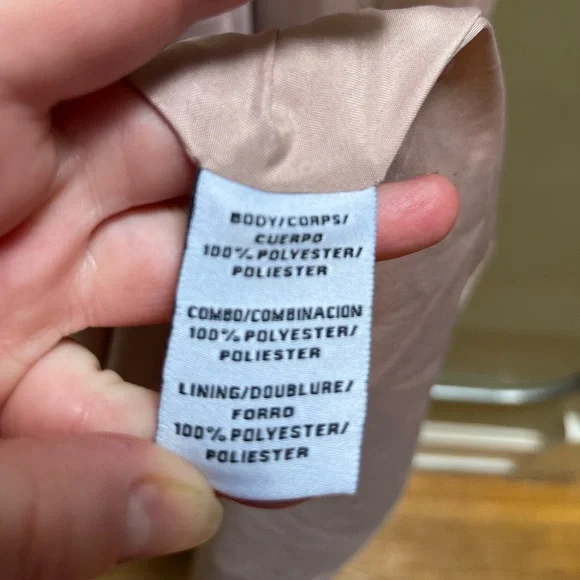 BODY/CORPS/
CUERPO
100% POLYESTER/
POLIESTER
COMBO/COMBINACION
100% POLYESTER/
POLIESTER
LINING/DOUBLURE/
FORRO
100% POLYESTER/
POLIESTER